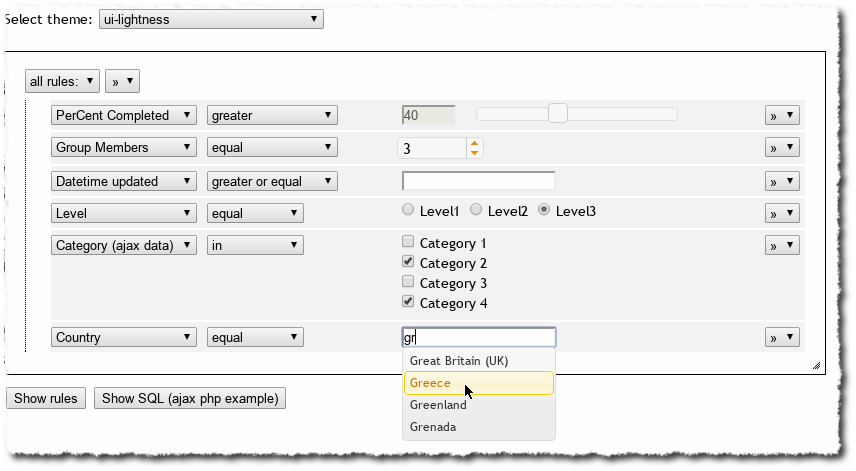 Select theme: ui-lightness
all rules: »
PerCent Completed greater 40 »
Group Members equal 3 »
Datetime updated greater or equal »
Level equal Level1 Level2 Level3 »
Category (ajax data) in Category 1 »
Category 2
Category 3
Category 4
Country equal gr »
Great Britain (UK)
Greece
Greenland
Grenada
Show rules Show SQL (ajax php example)